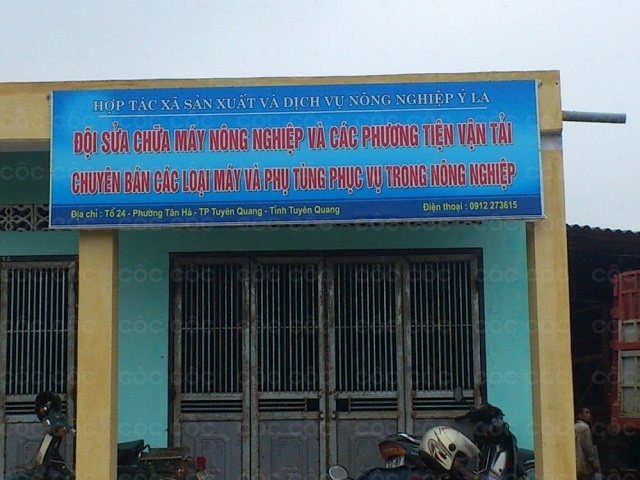 HỢP TÁC XÃ SẢN XUẤT VÀ DỊCH VỤ NÔNG NGHIỆP Ỷ LA
ĐỘI SỬA CHỮA MÁY NÔNG NGHIỆP VÀ CÁC PHƯƠNG TIỆN VẬN TẢI
CHUYÊN BÁN CÁC LOẠI MÁY VÀ PHỤ TÙNG PHỤC VỤ TRONG NÔNG NGHIỆP
Địa chỉ : Tổ 24 - Phường Tân Hà - TP Tuyên Quang - Tỉnh Tuyên Quang Điện thoại : 0912 273615